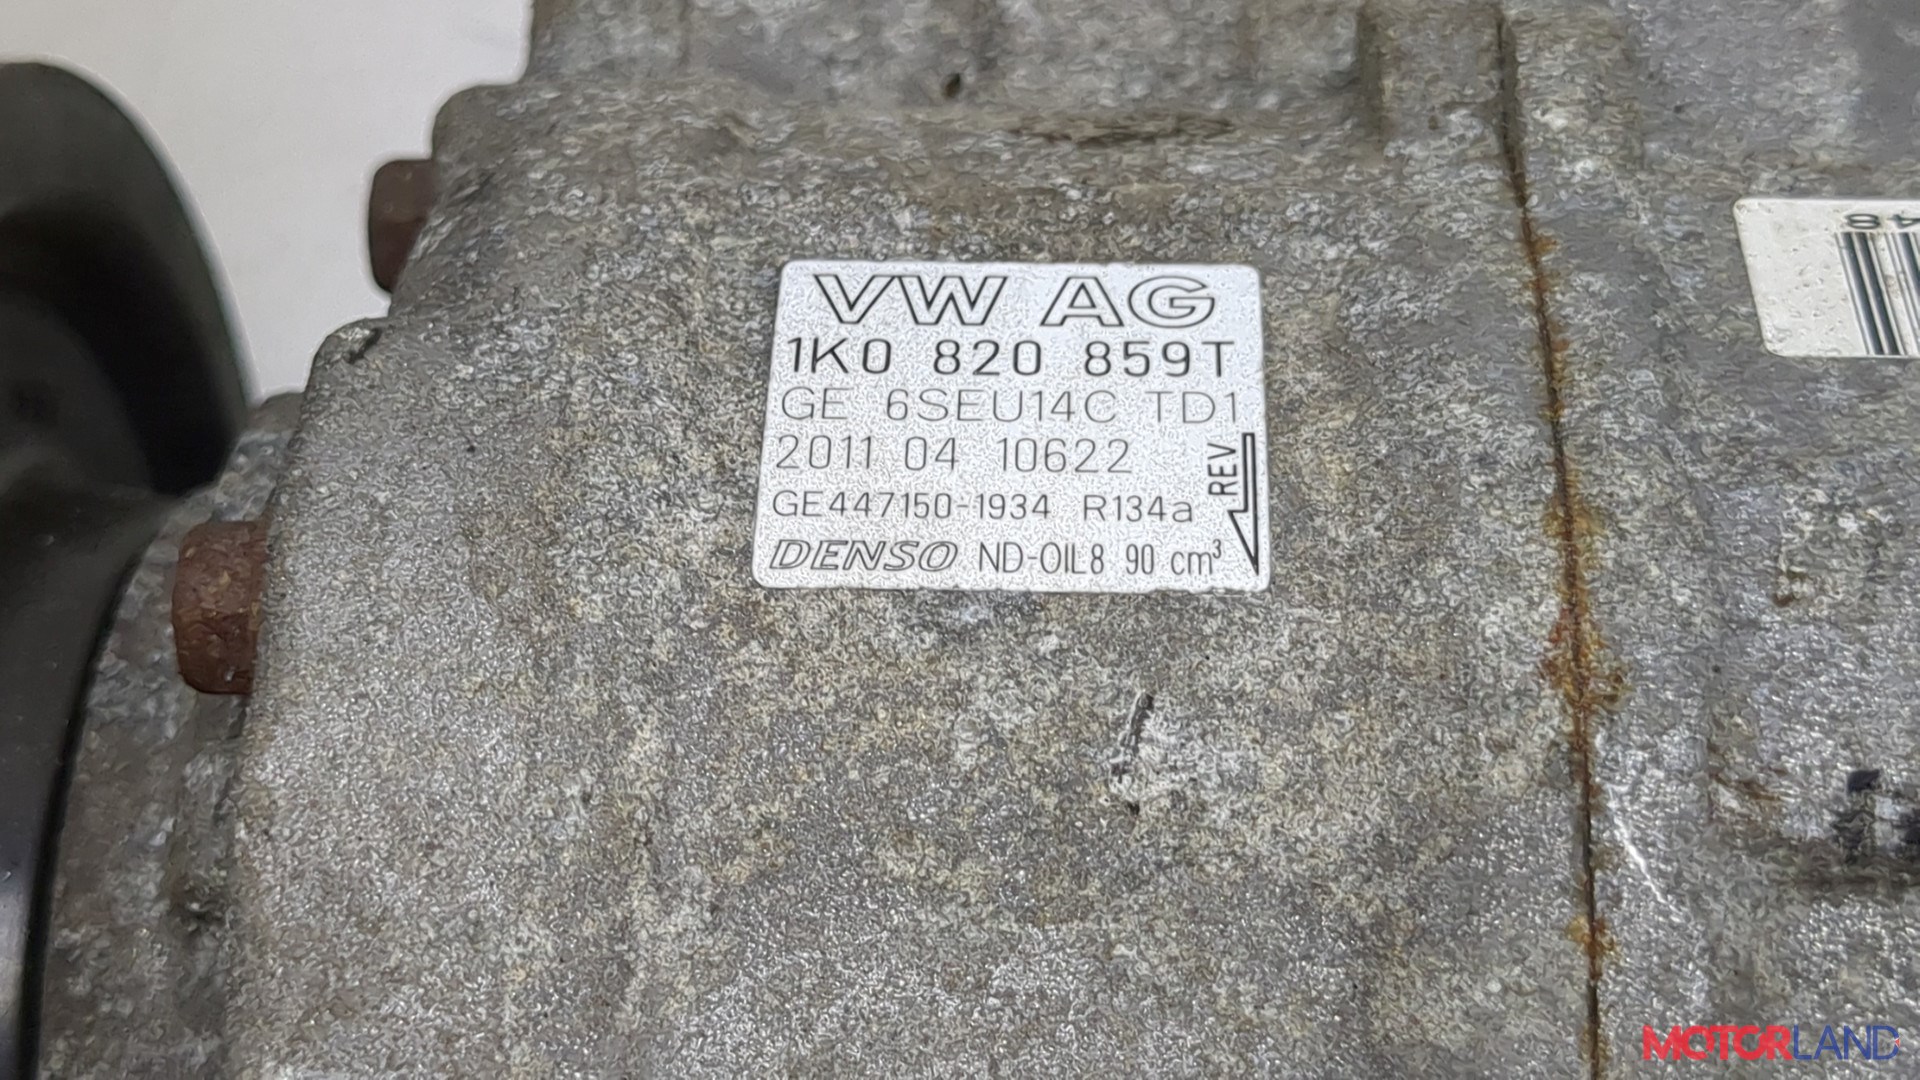 VW AG
1K0 820 859T
GE 6SEU14C TD1
2011 04 10622
REV
GE447150-1934 R134a
DENSO ND-OIL8 90 cm³
48
MOTORLAND